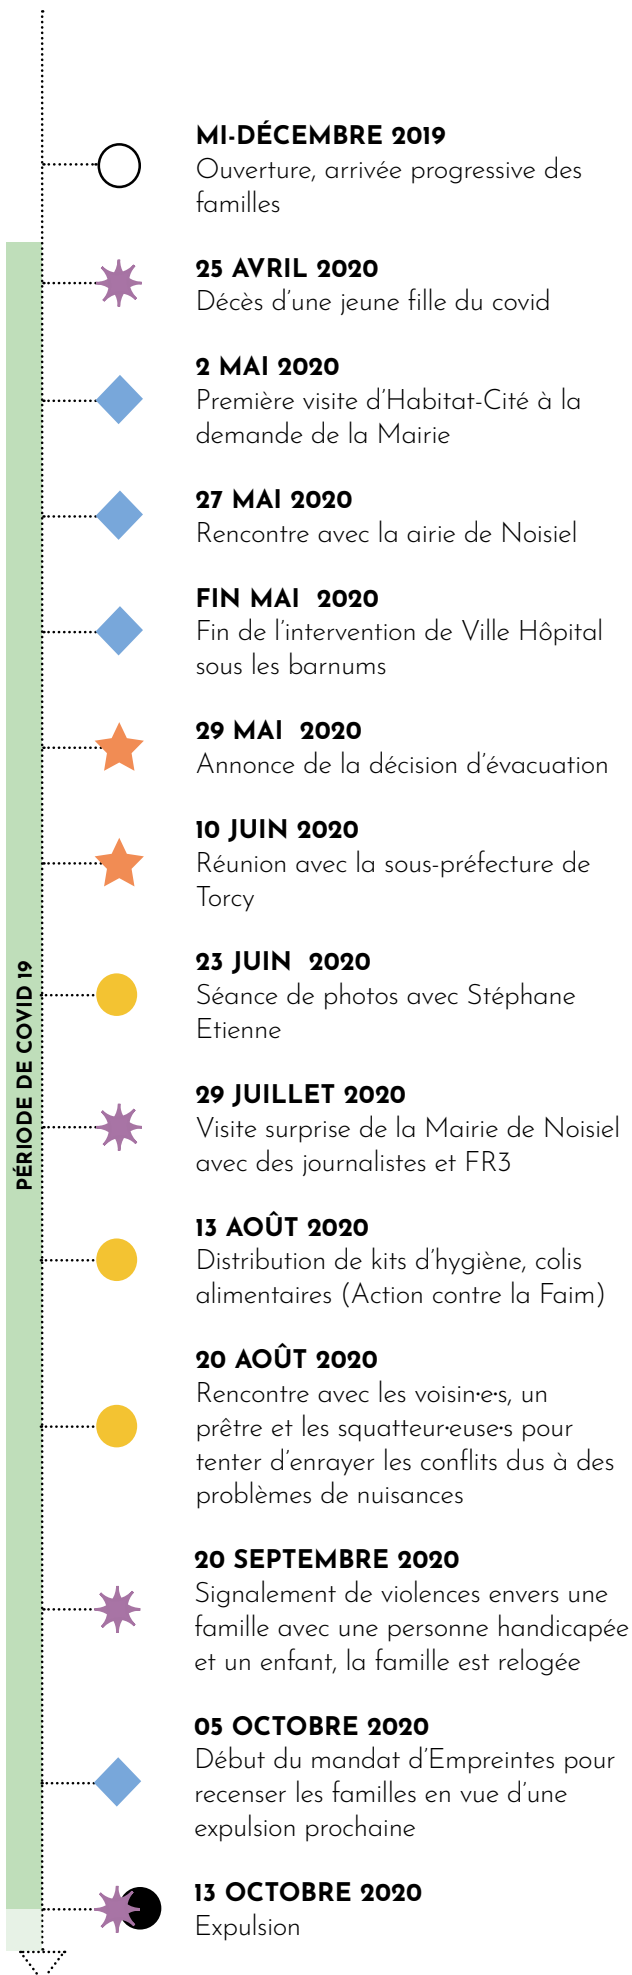 MI-DÉCEMBRE 2019
Ouverture, arrivée progressive des
familles
25 AVRIL 2020
Décès d'une jeune fille du covid
2 MAI 2020
Première visite d'Habitat-Cité à la
demande de la Mairie
27 MAI 2020
Rencontre avec la airie de Noisiel
FIN MAI 2020
Fin de l'intervention de Ville Hôpital
sous les barnums
29 MAI 2020
Annonce de la décision d'évacuation
10 JUIN 2020
Réunion avec la sous-préfecture de
Torcy
23 JUIN 2020
Séance de photos avec Stéphane
Etienne
PÉRIODE DE COVID 19
29 JUILLET 2020
Visite surprise de la Mairie de Noisiel
avec des journalistes et FR3
13 AOÛT 2020
Distribution de kits d'hygiène, colis
alimentaires (Action contre la Faim)
20 AOÛT 2020
Rencontre avec les voisin·e·s, un
prêtre et les squatteur·euse·s pour
tenter d'enrayer les conflits dus à des
problèmes de nuisances
20 SEPTEMBRE 2020
Signalement de violences envers une
famille avec une personne handicapée
et un enfant, la famille est relogée
05 OCTOBRE 2020
Début du mandat d'Empreintes pour
recenser les familles en vue d'une
expulsion prochaine
13 OCTOBRE 2020
Expulsion